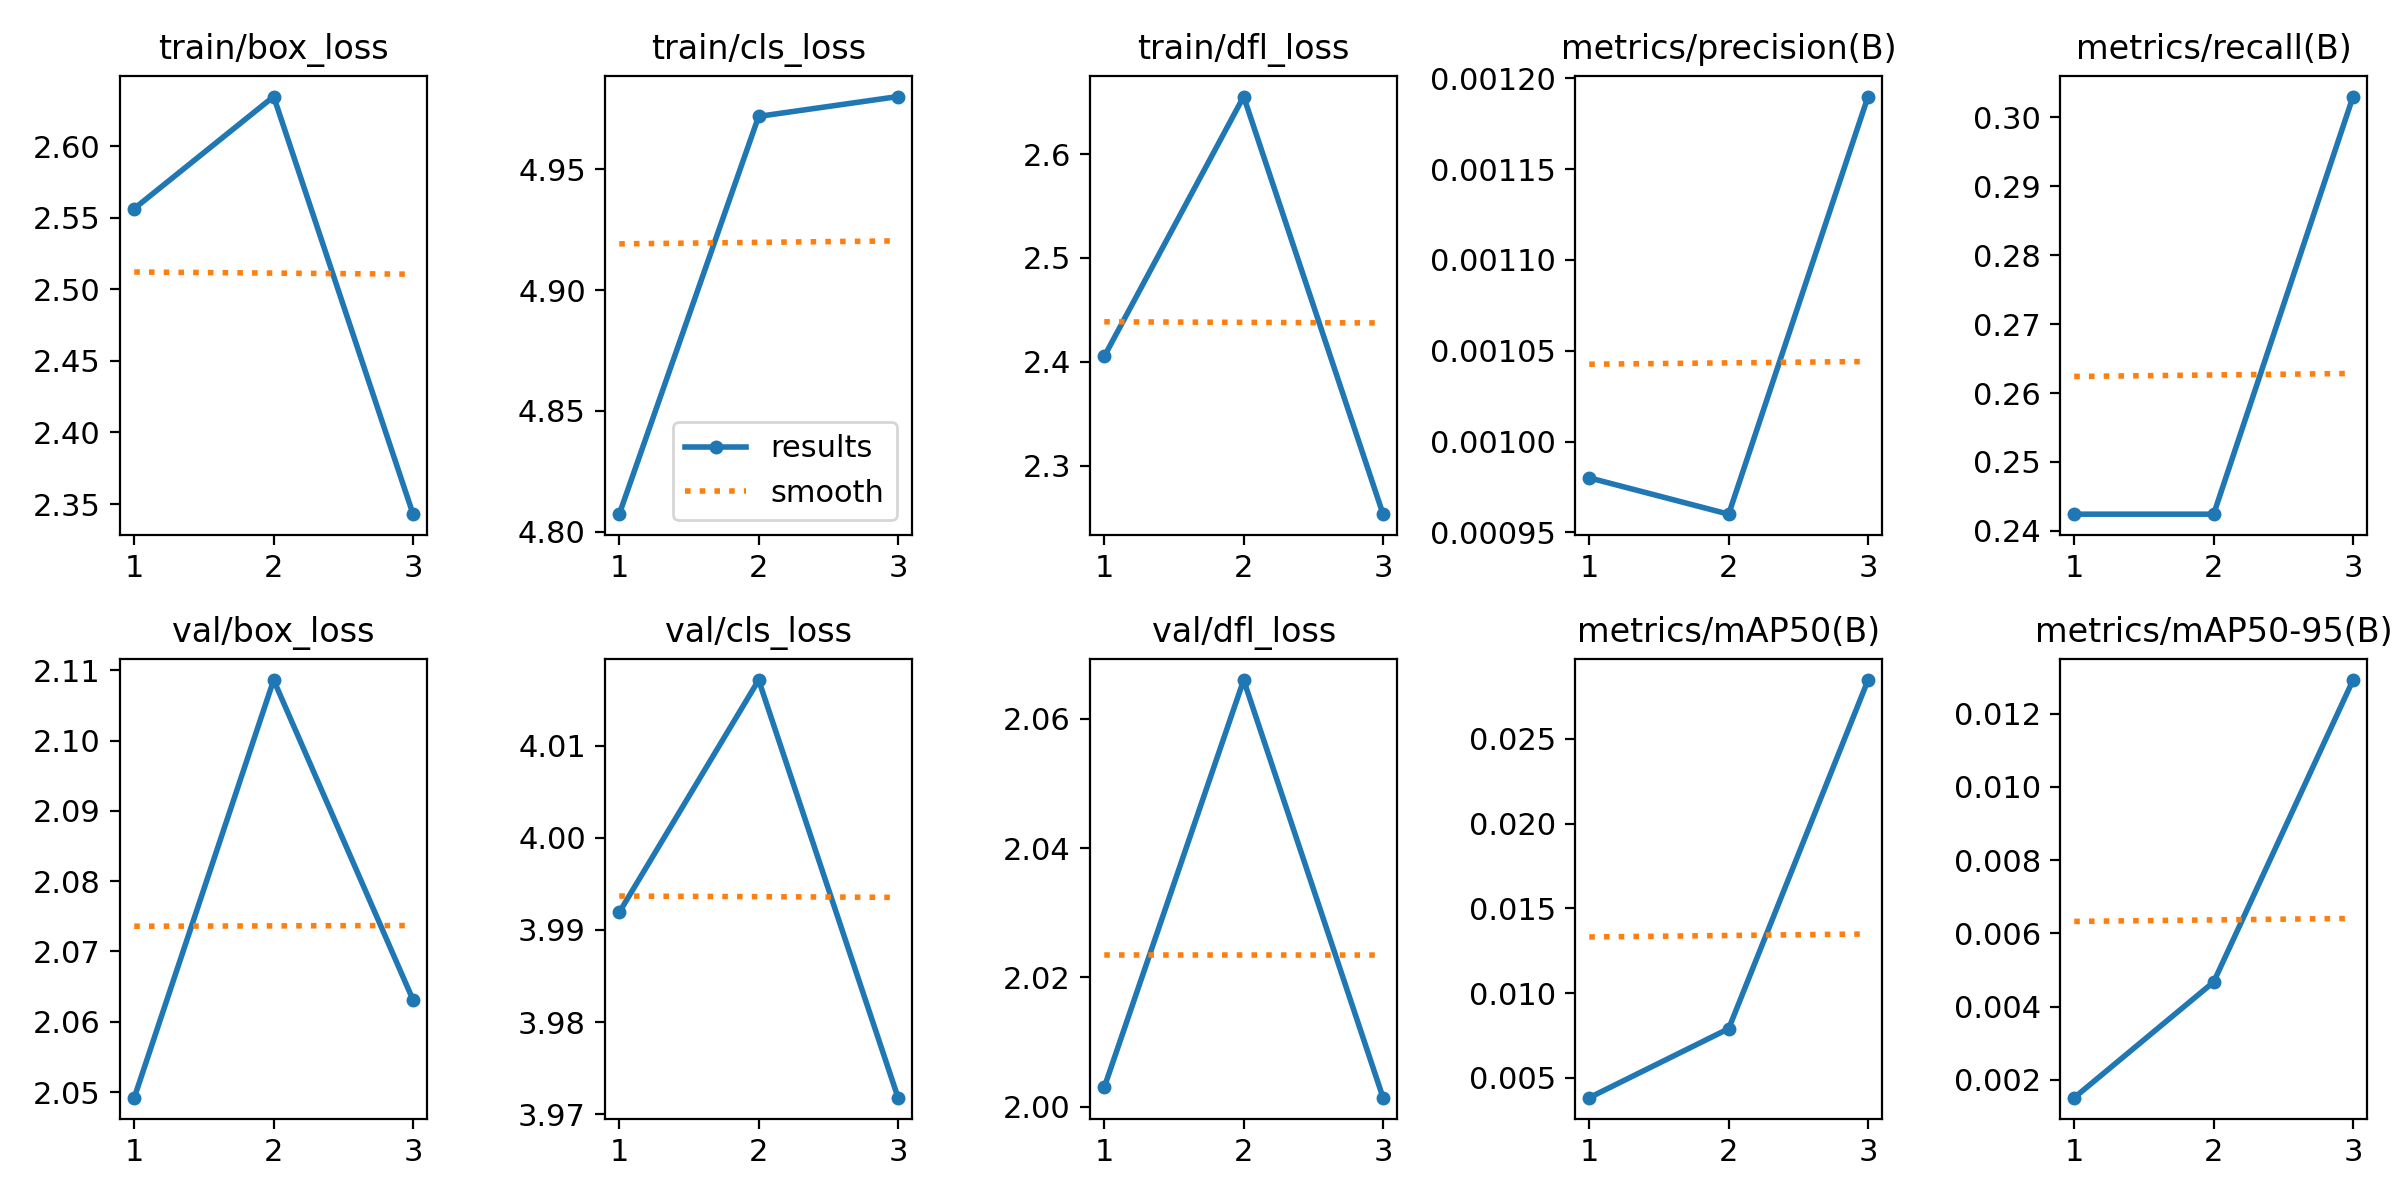 train/box_loss
2.60
2.55
2.50
2.45
2.40
2.35
1 2 3
train/cls_loss
4.95
4.90
4.85
4.80
results
smooth
1 2 3
train/dfl_loss
2.6
2.5
2.4
2.3
1 2 3
metrics/precision(B)
0.00120
0.00115
0.00110
0.00105
0.00100
0.00095
1 2 3
metrics/recall(B)
0.30
0.29
0.28
0.27
0.26
0.25
0.24
1 2 3
val/box_loss
2.11
2.10
2.09
2.08
2.07
2.06
2.05
1 2 3
val/cls_loss
4.01
4.00
3.99
3.98
3.97
1 2 3
val/dfl_loss
2.06
2.04
2.02
2.00
1 2 3
metrics/mAP50(B)
0.025
0.020
0.015
0.010
0.005
1 2 3
metrics/mAP50-95(B)
0.012
0.010
0.008
0.006
0.004
0.002
1 2 3